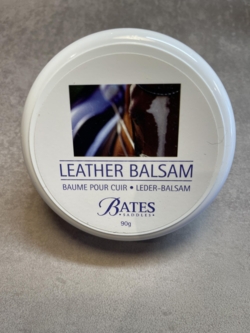 LEATHER BALSAM
BAUME POUR CUIR • LEDER-BALSAM
BATES
• SADDLES •
90g